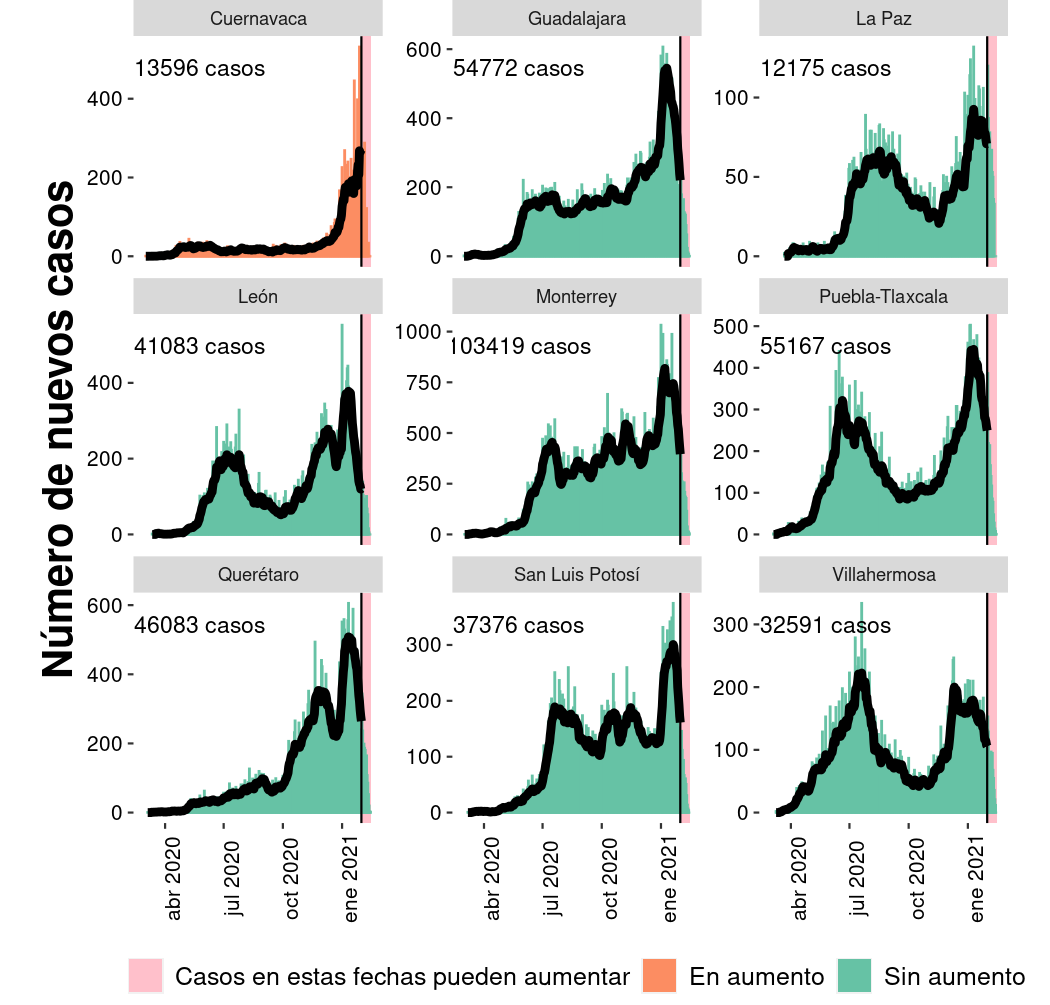 Número de nuevos casos
Cuernavaca
13596 casos
400
200
0
Guadalajara
54772 casos
600
400
200
0
La Paz
12175 casos
100
50
0
León
41083 casos
400
200
0
Monterrey
103419 casos
1000
750
500
250
0
Puebla-Tlaxcala
55167 casos
500
400
300
200
100
0
Querétaro
46083 casos
600
400
200
0
San Luis Potosí
37376 casos
300
200
100
0
Villahermosa
32591 casos
300
200
100
0
abr 2020
jul 2020
oct 2020
ene 2021
abr 2020
jul 2020
oct 2020
ene 2021
abr 2020
jul 2020
oct 2020
ene 2021
Casos en estas fechas pueden aumentar
En aumento
Sin aumento